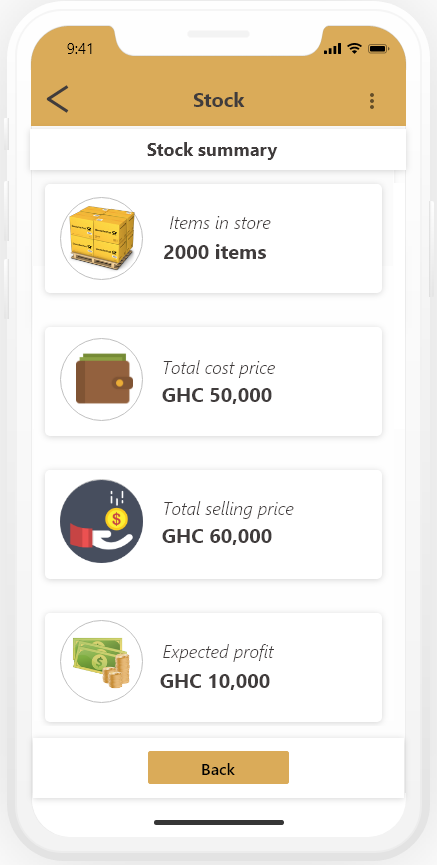 9:41
Stock
Stock summary
Items in store
2000 items
Total cost price
GHC 50,000
Total selling price
$
GHC 60,000
Expected profit
GHC 10,000
Back